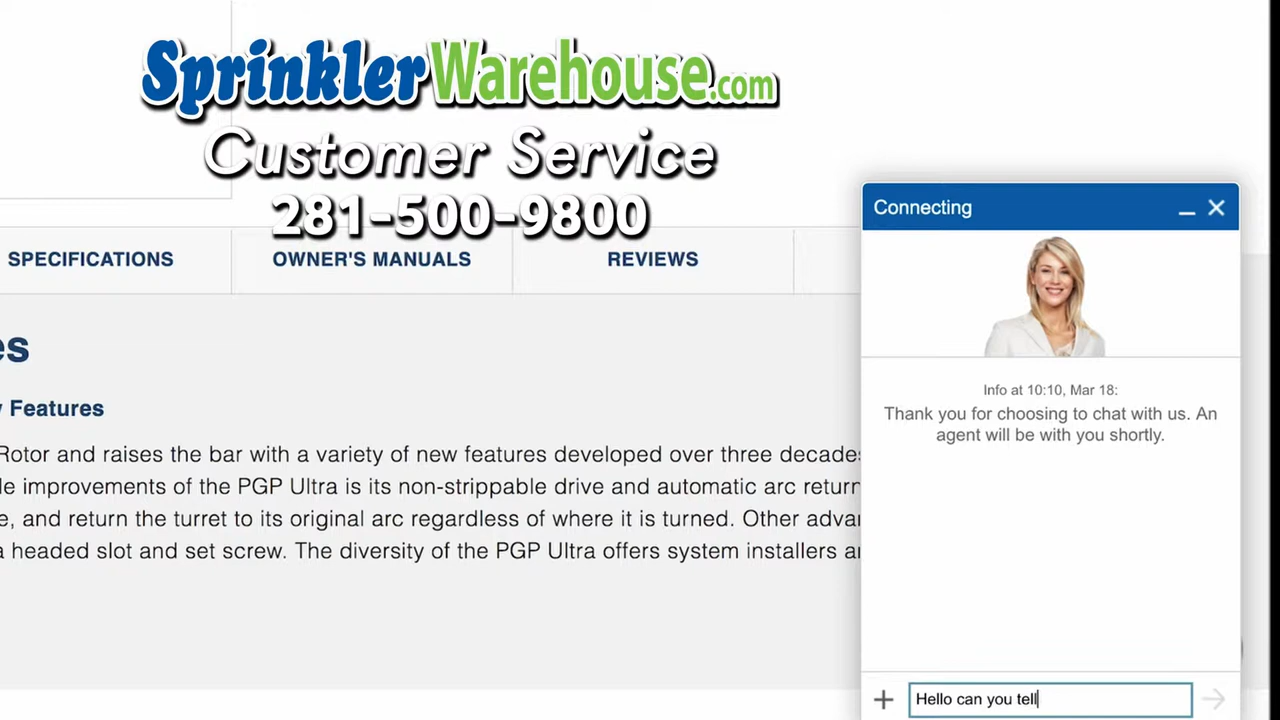 SprinklerWarehouse.com
Customer Service
281-500-9800
SPECIFICATIONS
OWNER'S MANUALS
REVIEWS
es
Features
Rotor and raises the bar with a variety of new features developed over three decades
le improvements of the PGP Ultra is its non-strippable drive and automatic arc return
e, and return the turret to its original arc regardless of where it is turned. Other adva
a headed slot and set screw. The diversity of the PGP Ultra offers system installers a
Connecting
Info at 10:10, Mar 18:
Thank you for choosing to chat with us. An
agent will be with you shortly.
Hello can you tell